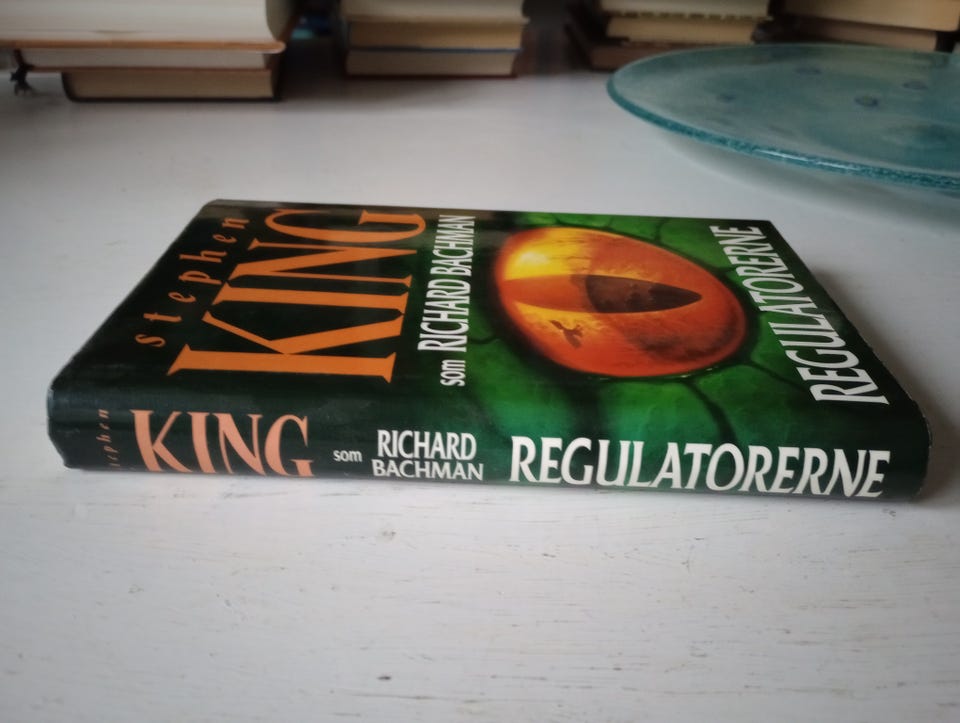 stephen
KING
som RICHARD BACHMAN
REGULATORERNE
stephen
KING
som
RICHARD
BACHMAN
REGULATORERNE